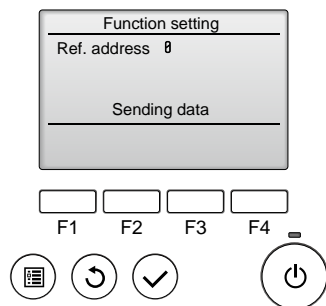 Function setting
Ref. address 0
Sending data
F1 F2 F3 F4